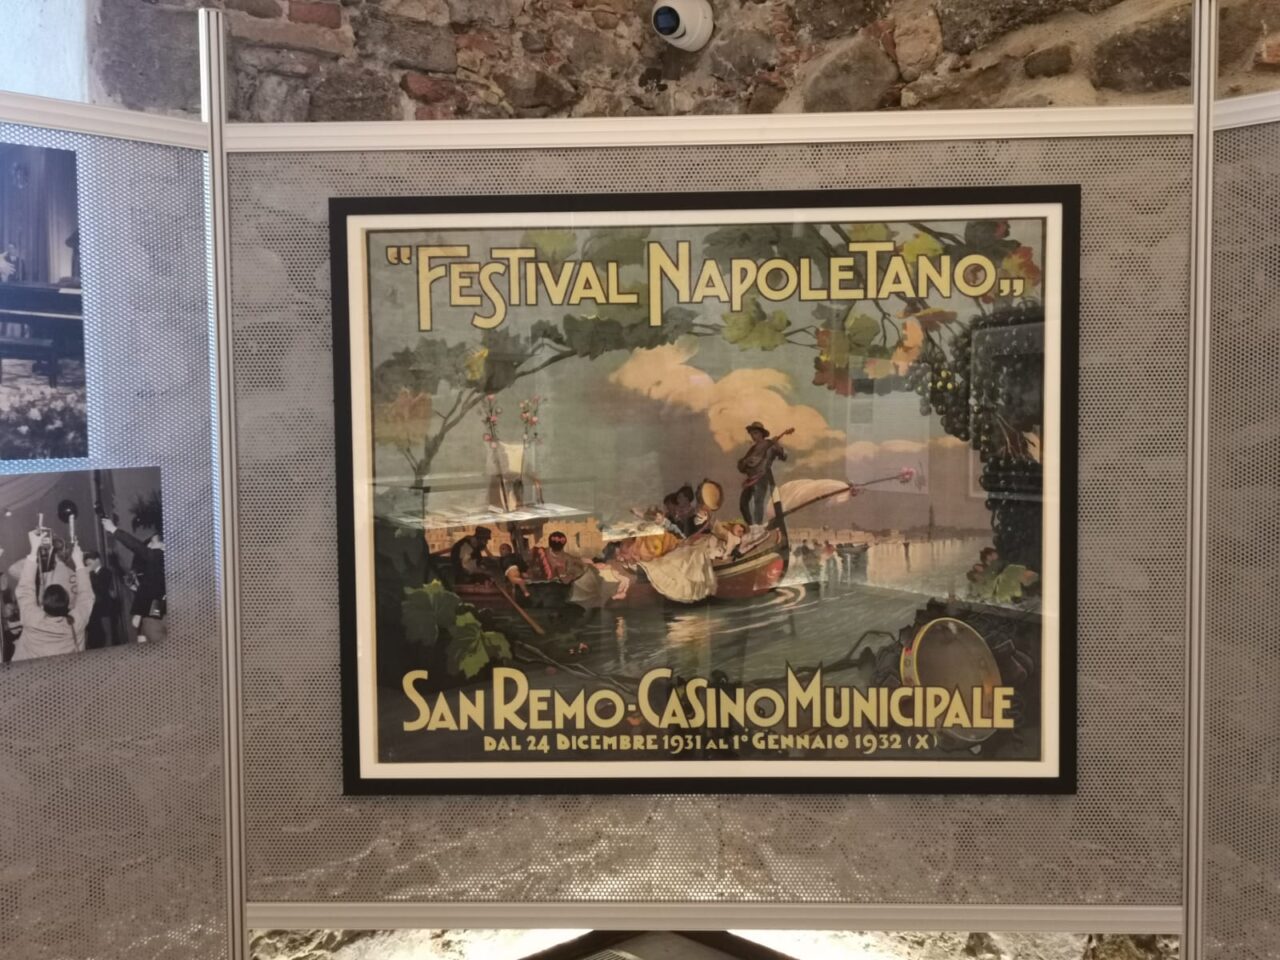 “FESTIVAL NAPOLETANO„
SAN REMO - CASINO MUNICIPALE
DAL 24 DICEMBRE 1931 AL 1° GENNAIO 1932 (X)